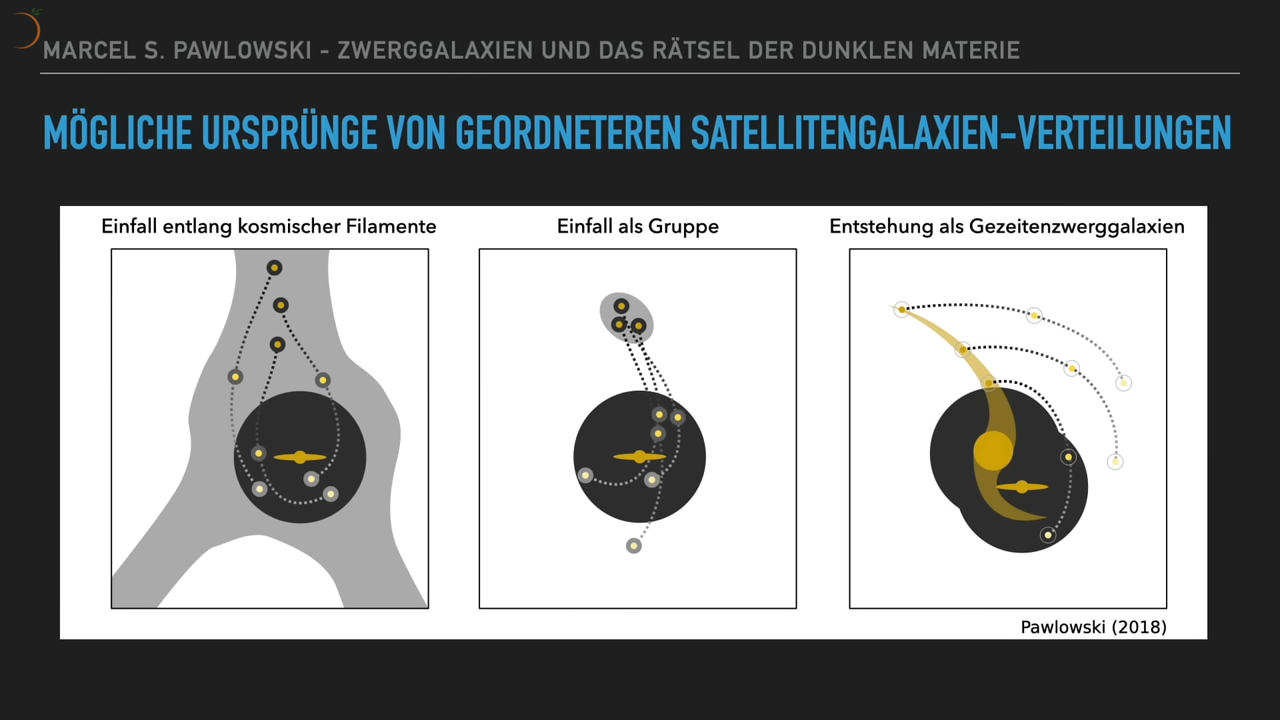 MARCEL S. PAWLOWSKI - ZWERGGALAXIEN UND DAS RÄTSEL DER DUNKLEN MATERIE
MÖGLICHE URSPRÜNGE VON GEORDNETEREN SATELLITENGALAXIEN-VERTEILUNGEN
Einfall entlang kosmischer Filamente
Einfall als Gruppe
Entstehung als Gezeitenzwerggalaxien
Pawlowski (2018)